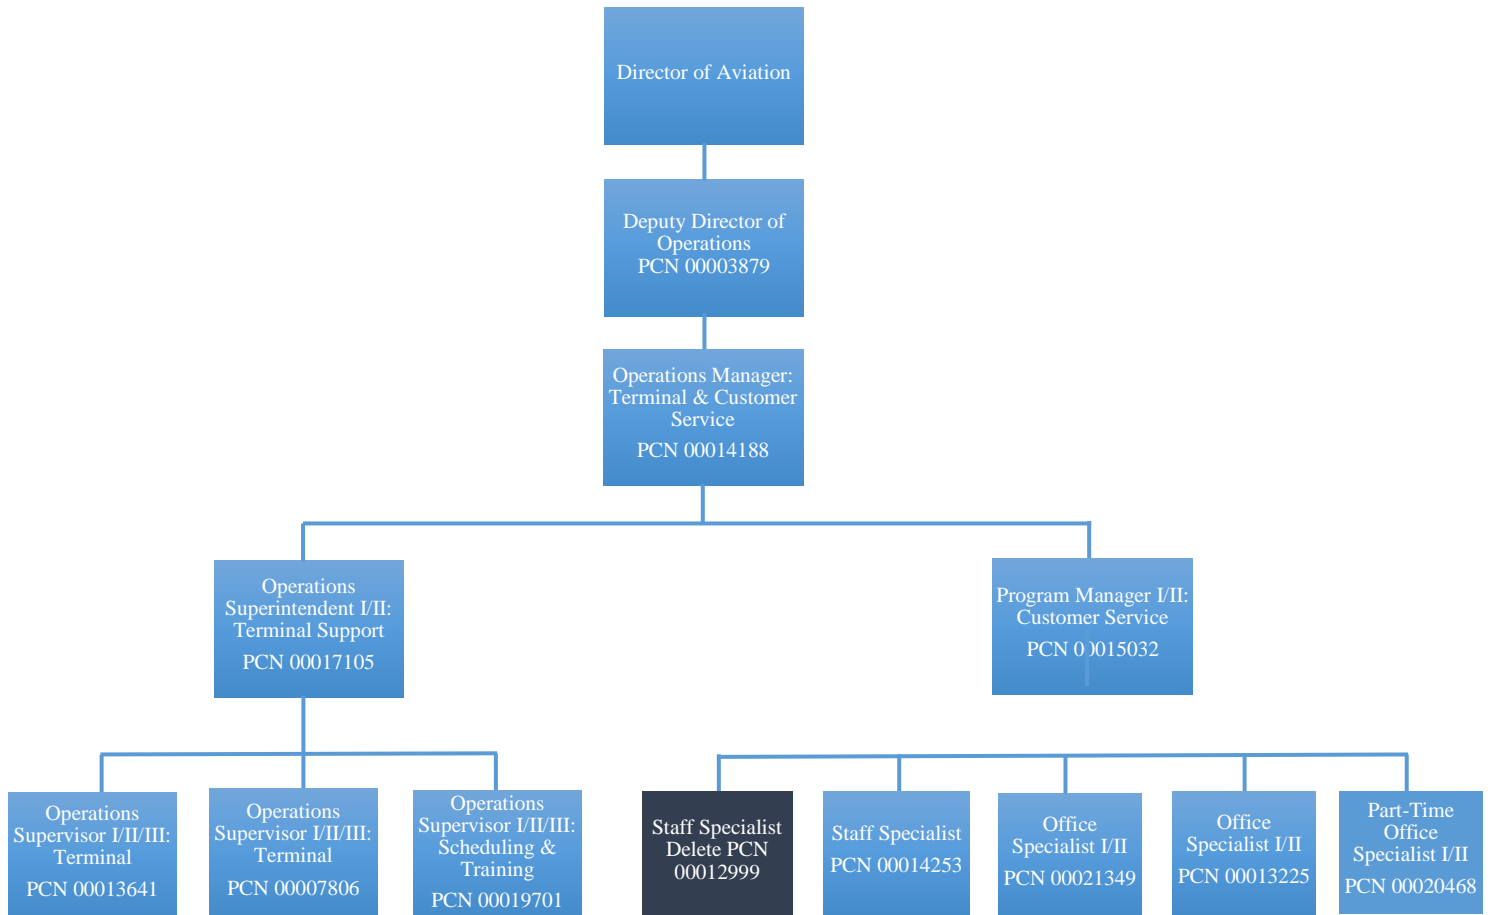 Director of Aviation
Deputy Director of
Operations
PCN 00003879
Operations Manager:
Terminal & Customer
Service
PCN 00014188
Operations
Superintendent I/II:
Terminal Support
PCN 00017105
Program Manager I/II:
Customer Service
PCN 00015032
Operations
Supervisor I/II/III:
Terminal
PCN 00013641
Operations
Supervisor I/II/III:
Terminal
PCN 00007806
Operations
Supervisor I/II/III:
Scheduling &
Training
PCN 00019701
Staff Specialist
Delete PCN
00012999
Staff Specialist
PCN 00014253
Office
Specialist I/II
PCN 00021349
Office
Specialist I/II
PCN 00013225
Part-Time
Office
Specialist I/II
PCN 00020468